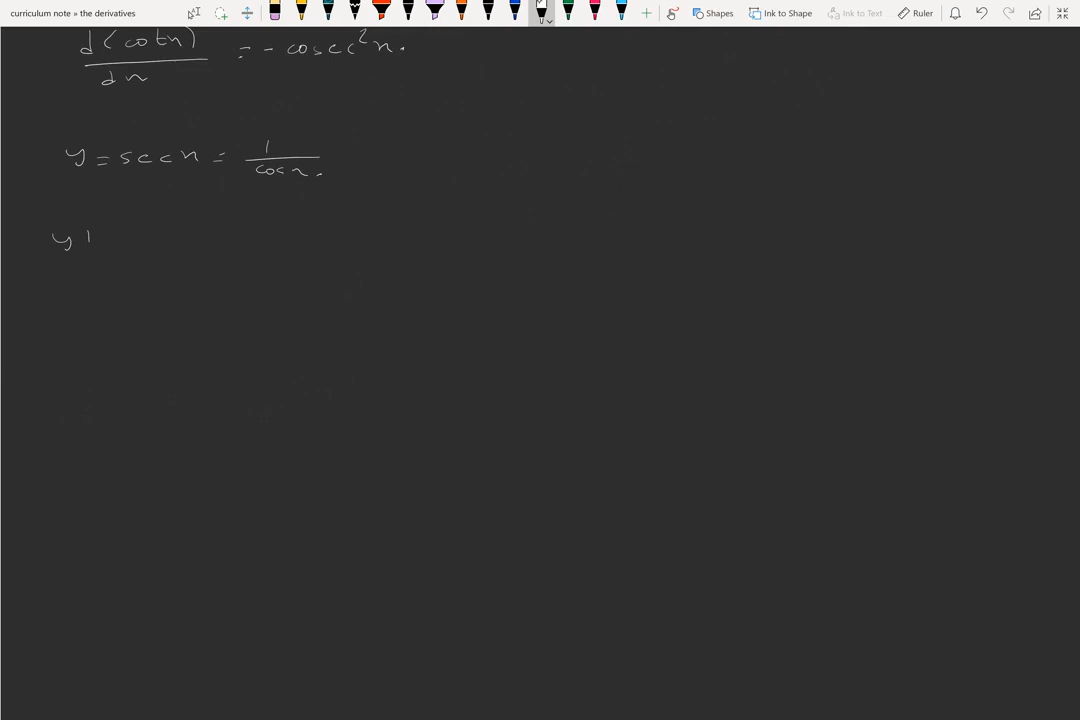 curriculum note » the derivatives
Shapes Ink to Shape Ink to Text Ruler
d(cotx)
dx
= - cosec²x.
y = secx = 1
cosx.
y'